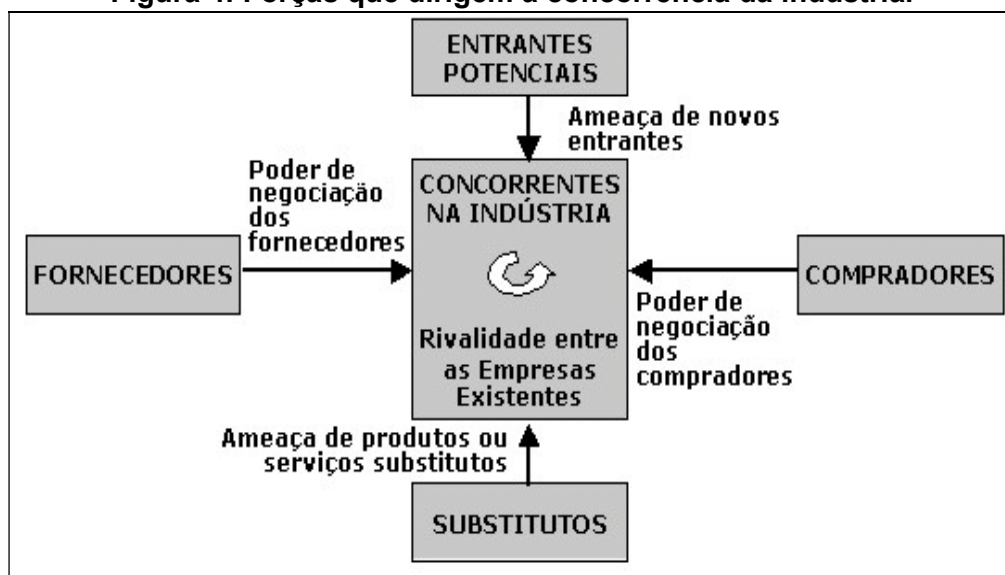 Figura 4: Forças que dirigem a concorrência da indústria.
ENTRANTES
POTENCIAIS
Ameaça de novos
entrantes
Poder de
negociação
dos
fornecedores
CONCORRENTES
NA INDÚSTRIA
FORNECEDORES
COMPRADORES
Rivalidade entre
as Empresas
Existentes
Poder de
negociação
dos
compradores
Ameaça de produtos ou
serviços substitutos
SUBSTITUTOS